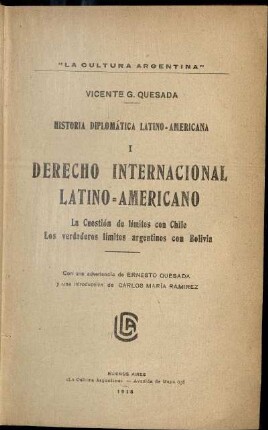 "LA CULTURA ARGENTINA"
VICENTE G. QUESADA
HISTORIA DIPLOMÁTICA LATINO-AMERICANA
I
DERECHO INTERNACIONAL
LATINO-AMERICANO
La Cuestión de límites con Chile
Los verdaderos límites argentinos con Bolivia
Con una advertencia de ERNESTO QUESADA
y una introducción de CARLOS MARÍA RAMÍREZ
BUENOS AIRES
«La Cultura Argentina» — Avenida de Mayo